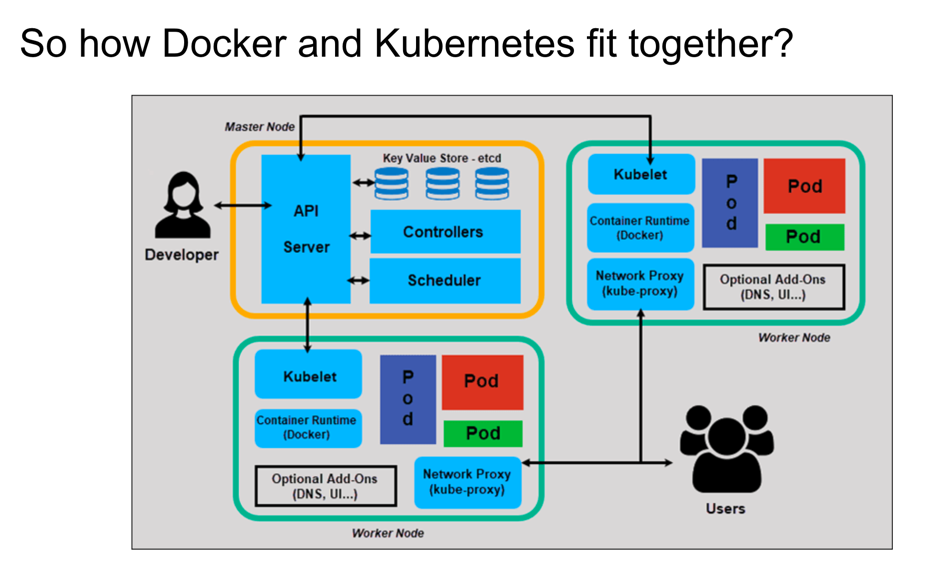 So how Docker and Kubernetes fit together?
Master Node
Key Value Store - etcd
API
Server
Controllers
Scheduler
Developer
Kubelet
Container Runtime
(Docker)
Network Proxy
(kube-proxy)
P
o
d
Pod
Pod
Optional Add-Ons
(DNS, UI...)
Worker Node
Kubelet
Container Runtime
(Docker)
P
o
d
Pod
Pod
Optional Add-Ons
(DNS, UI...)
Network Proxy
(kube-proxy)
Worker Node
Users